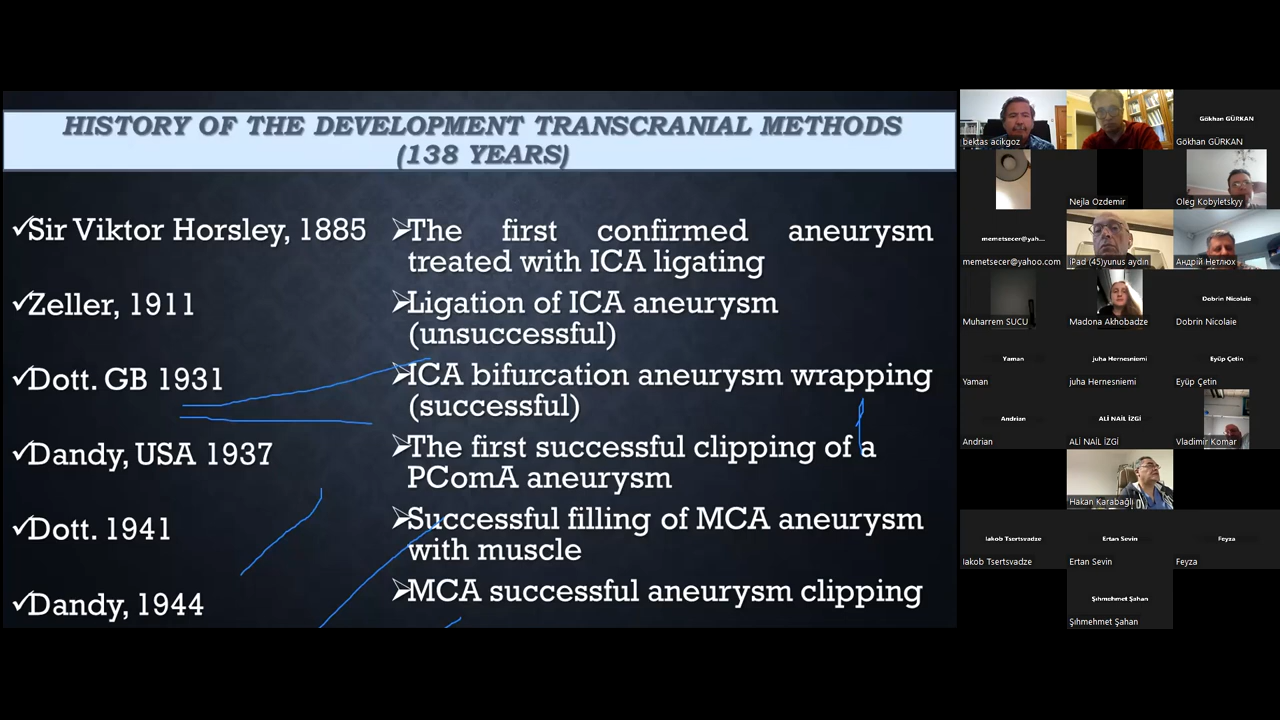 HISTORY OF THE DEVELOPMENT TRANSCRANIAL METHODS
(138 YEARS)
✓Sir Viktor Horsley, 1885
✓Zeller, 1911
✓Dott. GB 1931
✓Dandy, USA 1937
✓Dott. 1941
✓Dandy, 1944
➢The first confirmed aneurysm
treated with ICA ligating
➢Ligation of ICA aneurysm
(unsuccessful)
➢ICA bifurcation aneurysm wrapping
(successful)
➢The first successful clipping of a
PComA aneurysm
➢Successful filling of MCA aneurysm
with muscle
➢MCA successful aneurysm clipping
bektas acikgoz
Gökhan GÜRKAN
Gökhan GÜRKAN
Nejla Ozdemir
Oleg Kobyletskyy
memetsecer@yah...
memetsecer@yahoo.com
iPad (45)yunus aydın
Андрій Нетлюх
Muharrem SUCU
Madona Akhobadze
Dobrin Nicolaie
Dobrin Nicolaie
Yaman
Yaman
juha Hernesniemi
juha Hernesniemi
Eyüp Çetin
Eyüp Çetin
Andrian
Andrian
ALİ NAİL İZGİ
ALİ NAİL İZGİ
Vladimir Komar
Hakan Karabağlı
Iakob Tsertsvadze
Iakob Tsertsvadze
Ertan Sevin
Ertan Sevin
Feyza
Feyza
Şıhmehmet Şahan
Şıhmehmet Şahan